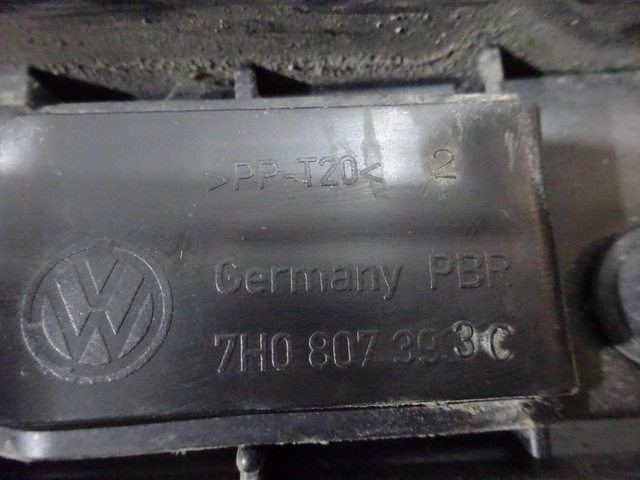 >PP-T20< 2
Germany PBR
7H0 807 393 C